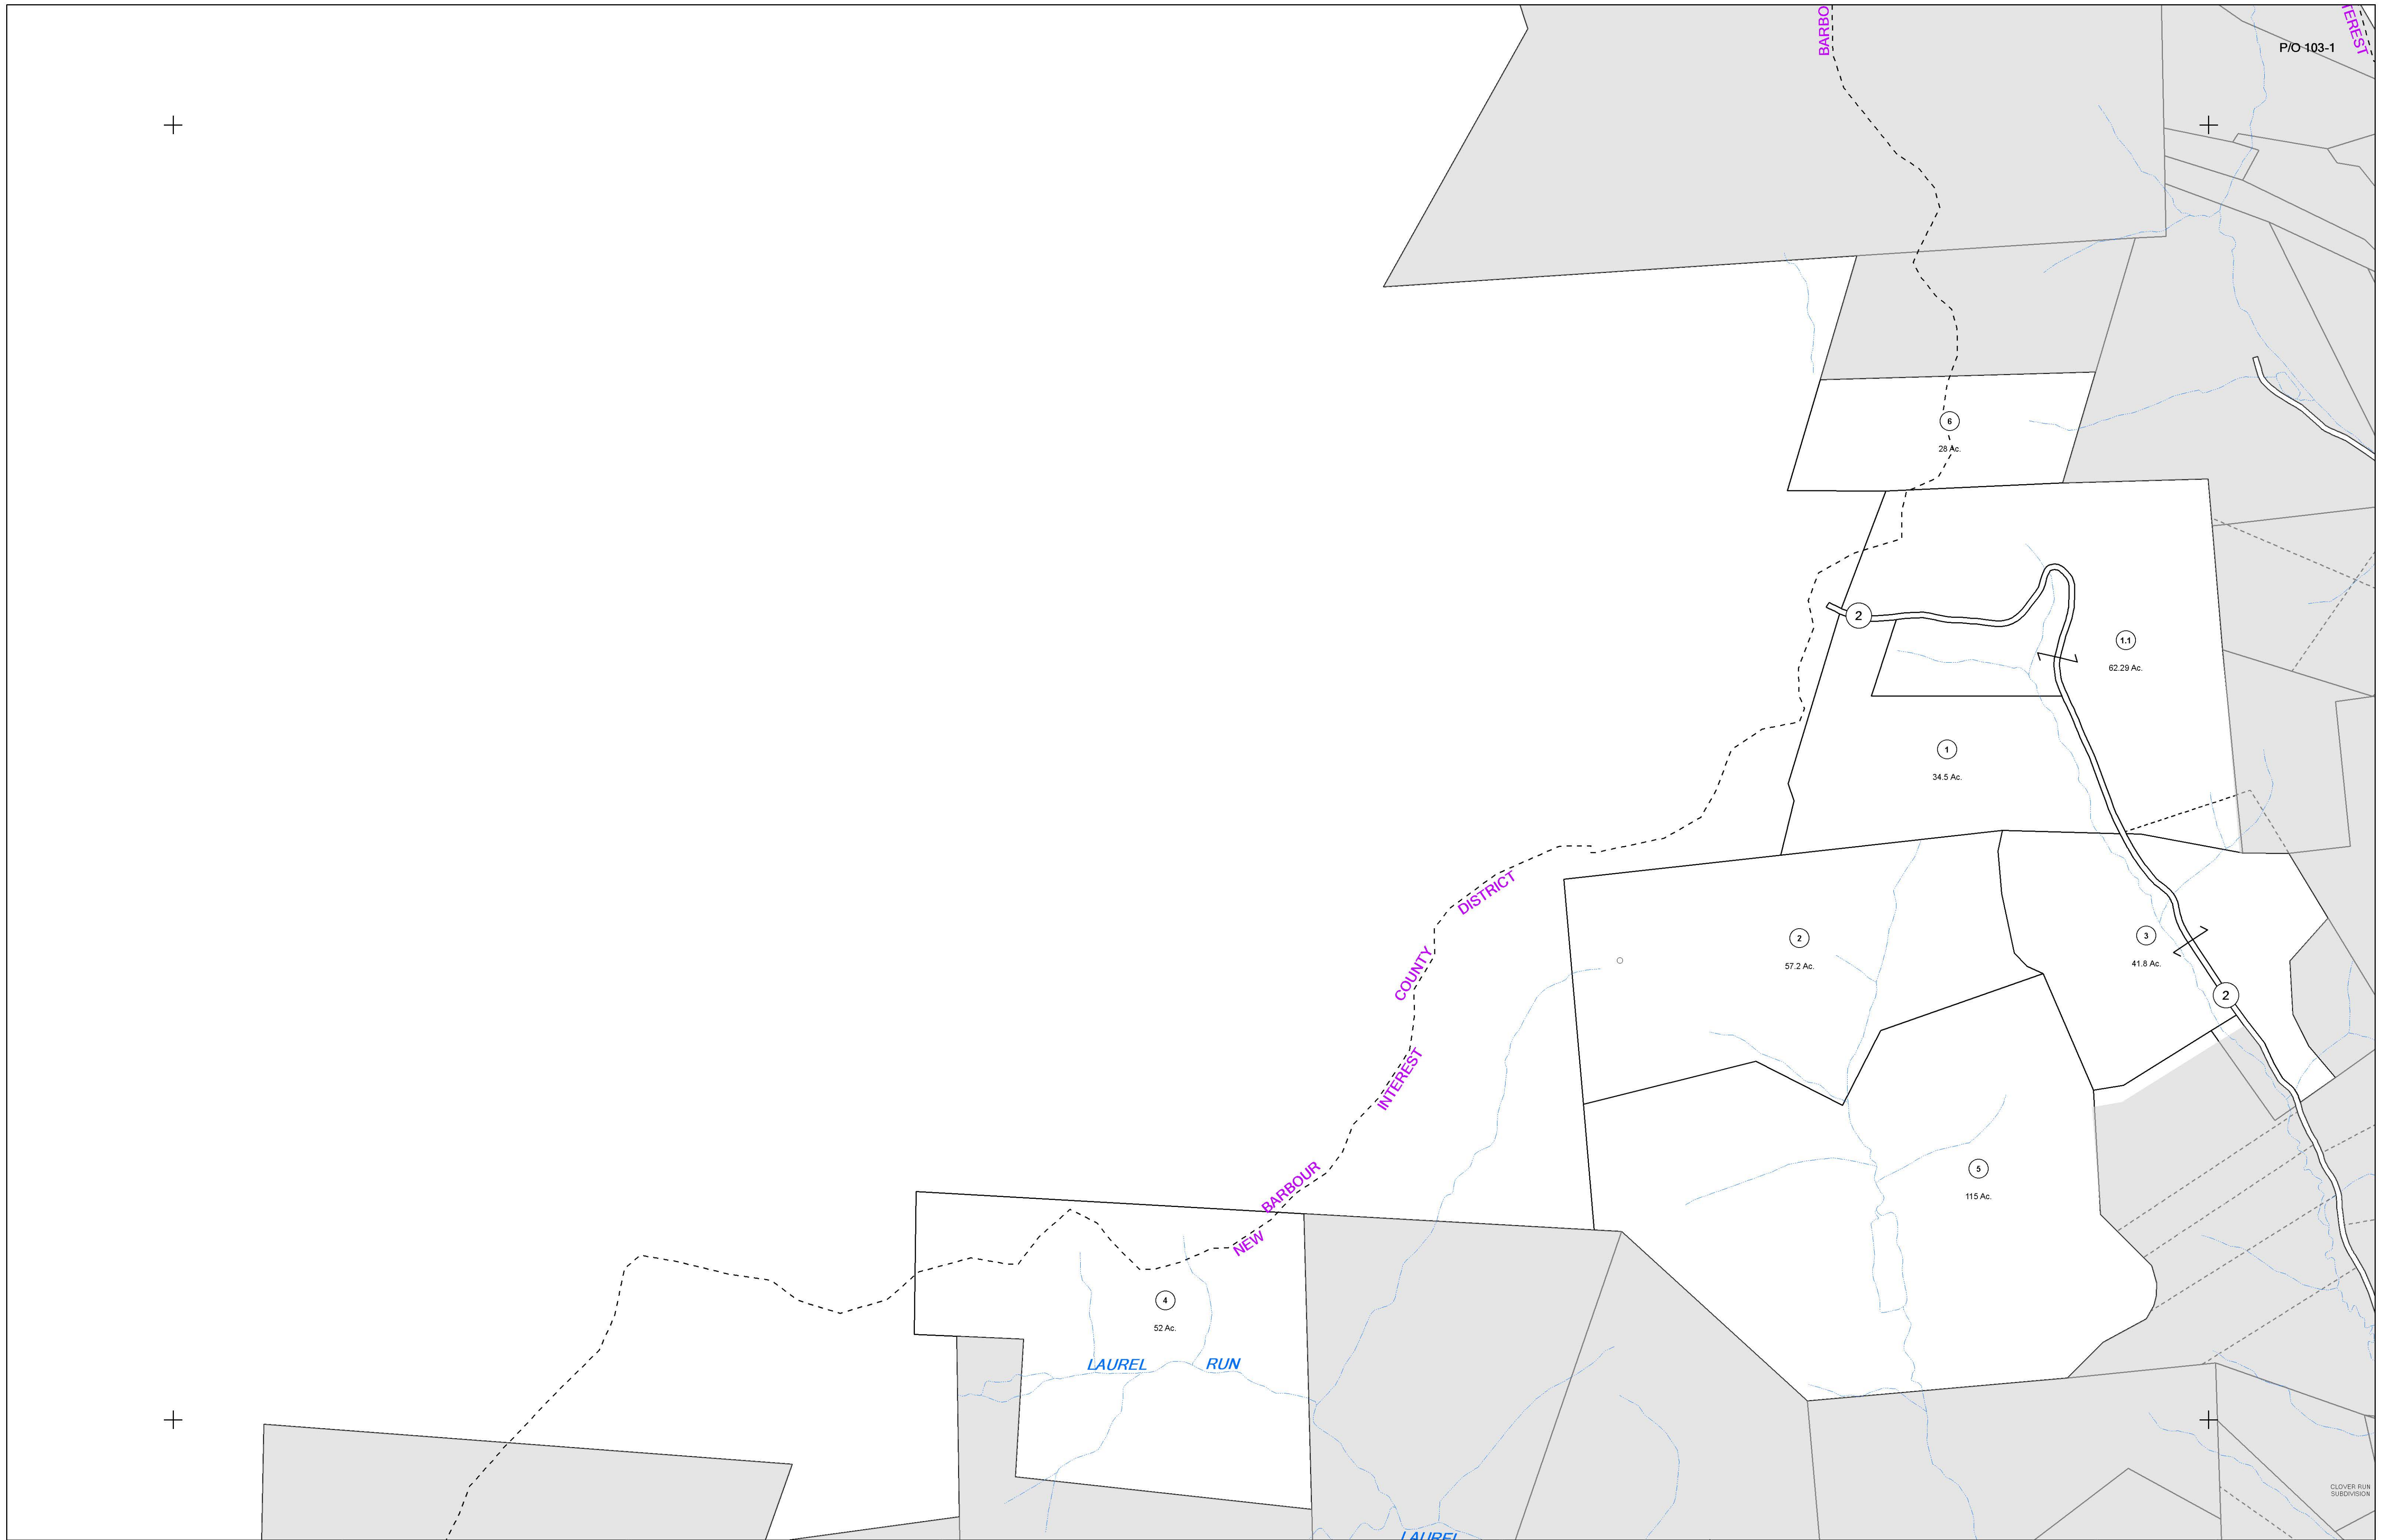 BARBO
TEREST
P/O 103-1
6
28 Ac.
2
1.1
62.29 Ac.
1
34.5 Ac.
DISTRICT
COUNTY
INTEREST
BARBOUR
NEW
2
57.2 Ac.
3
41.8 Ac.
2
5
115 Ac.
4
52 Ac.
LAUREL RUN
CLOVER RUN
SUBDIVISION
LAUREL